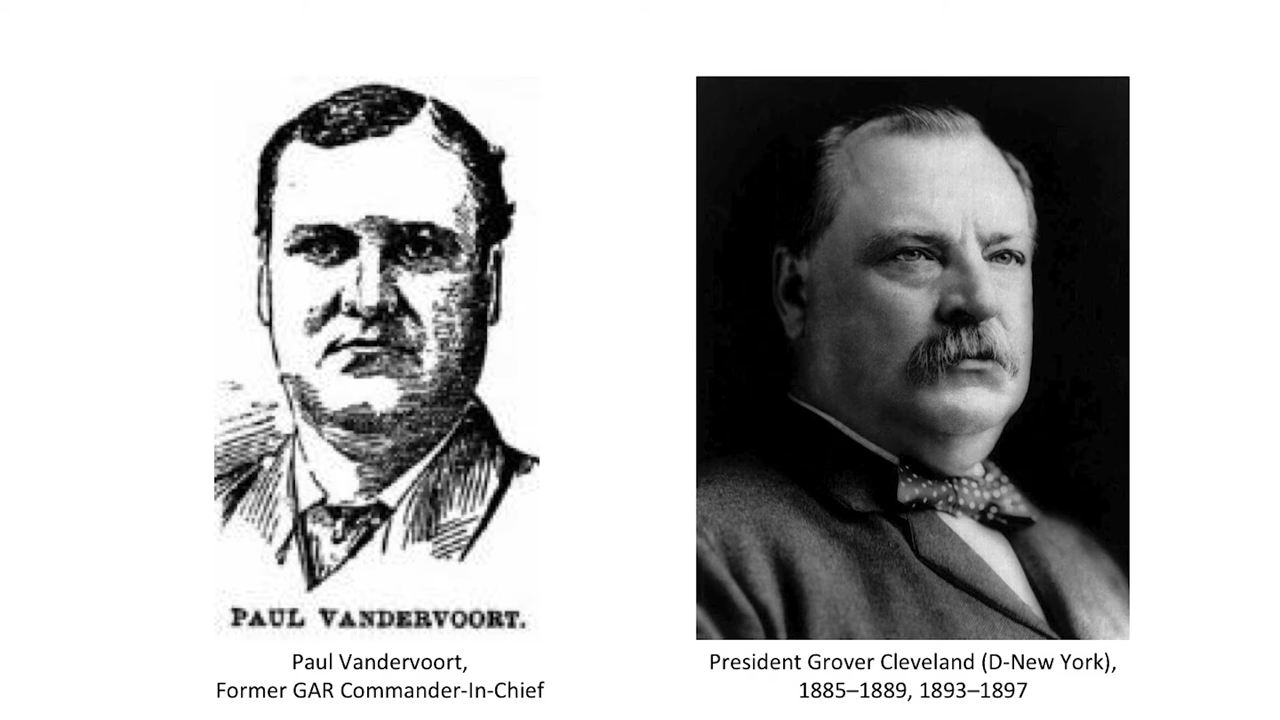 PAUL VANDERVOORT.
Paul Vandervoort,
Former GAR Commander-In-Chief
President Grover Cleveland (D-New York),
1885–1889, 1893–1897